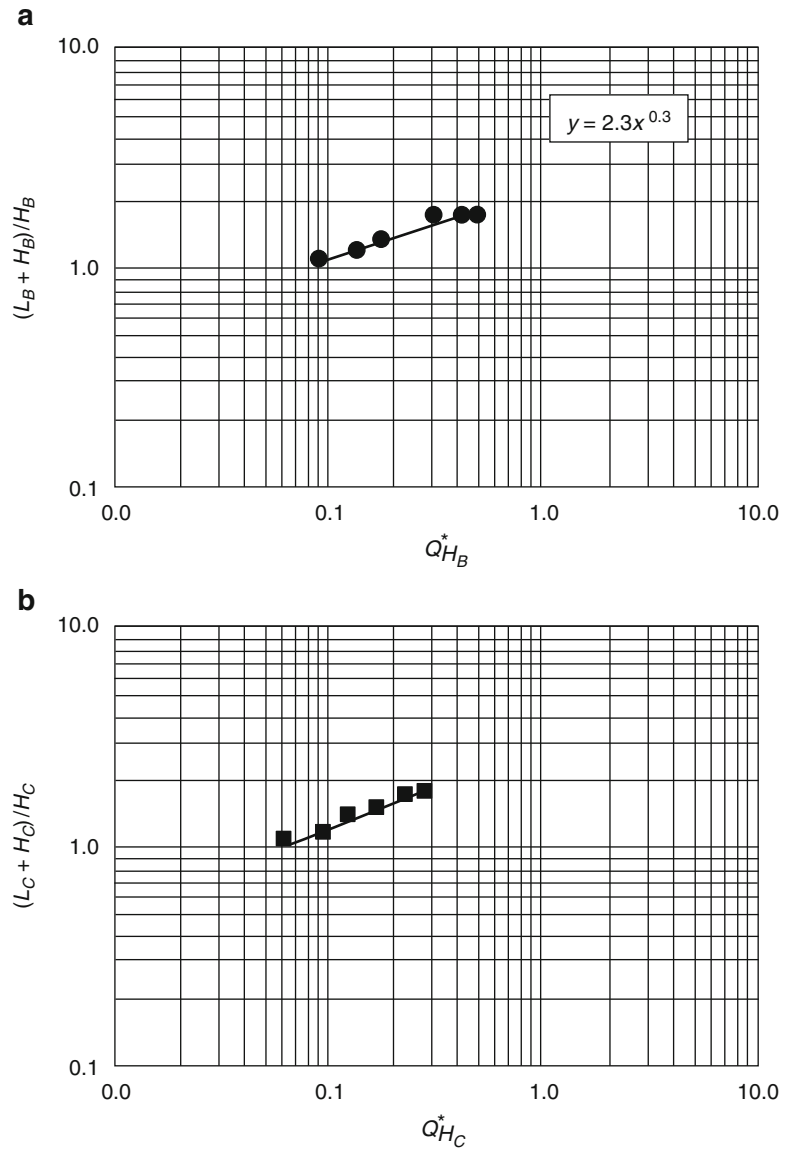 a
10.0
y = 2.3x^0.3
(L_B + H_B)/H_B
1.0
0.1
0.0 0.1 1.0 10.0
Q*_H_B
b
10.0
(L_C + H_C)/H_C
1.0
0.1
0.0 0.1 1.0 10.0
Q*_H_C